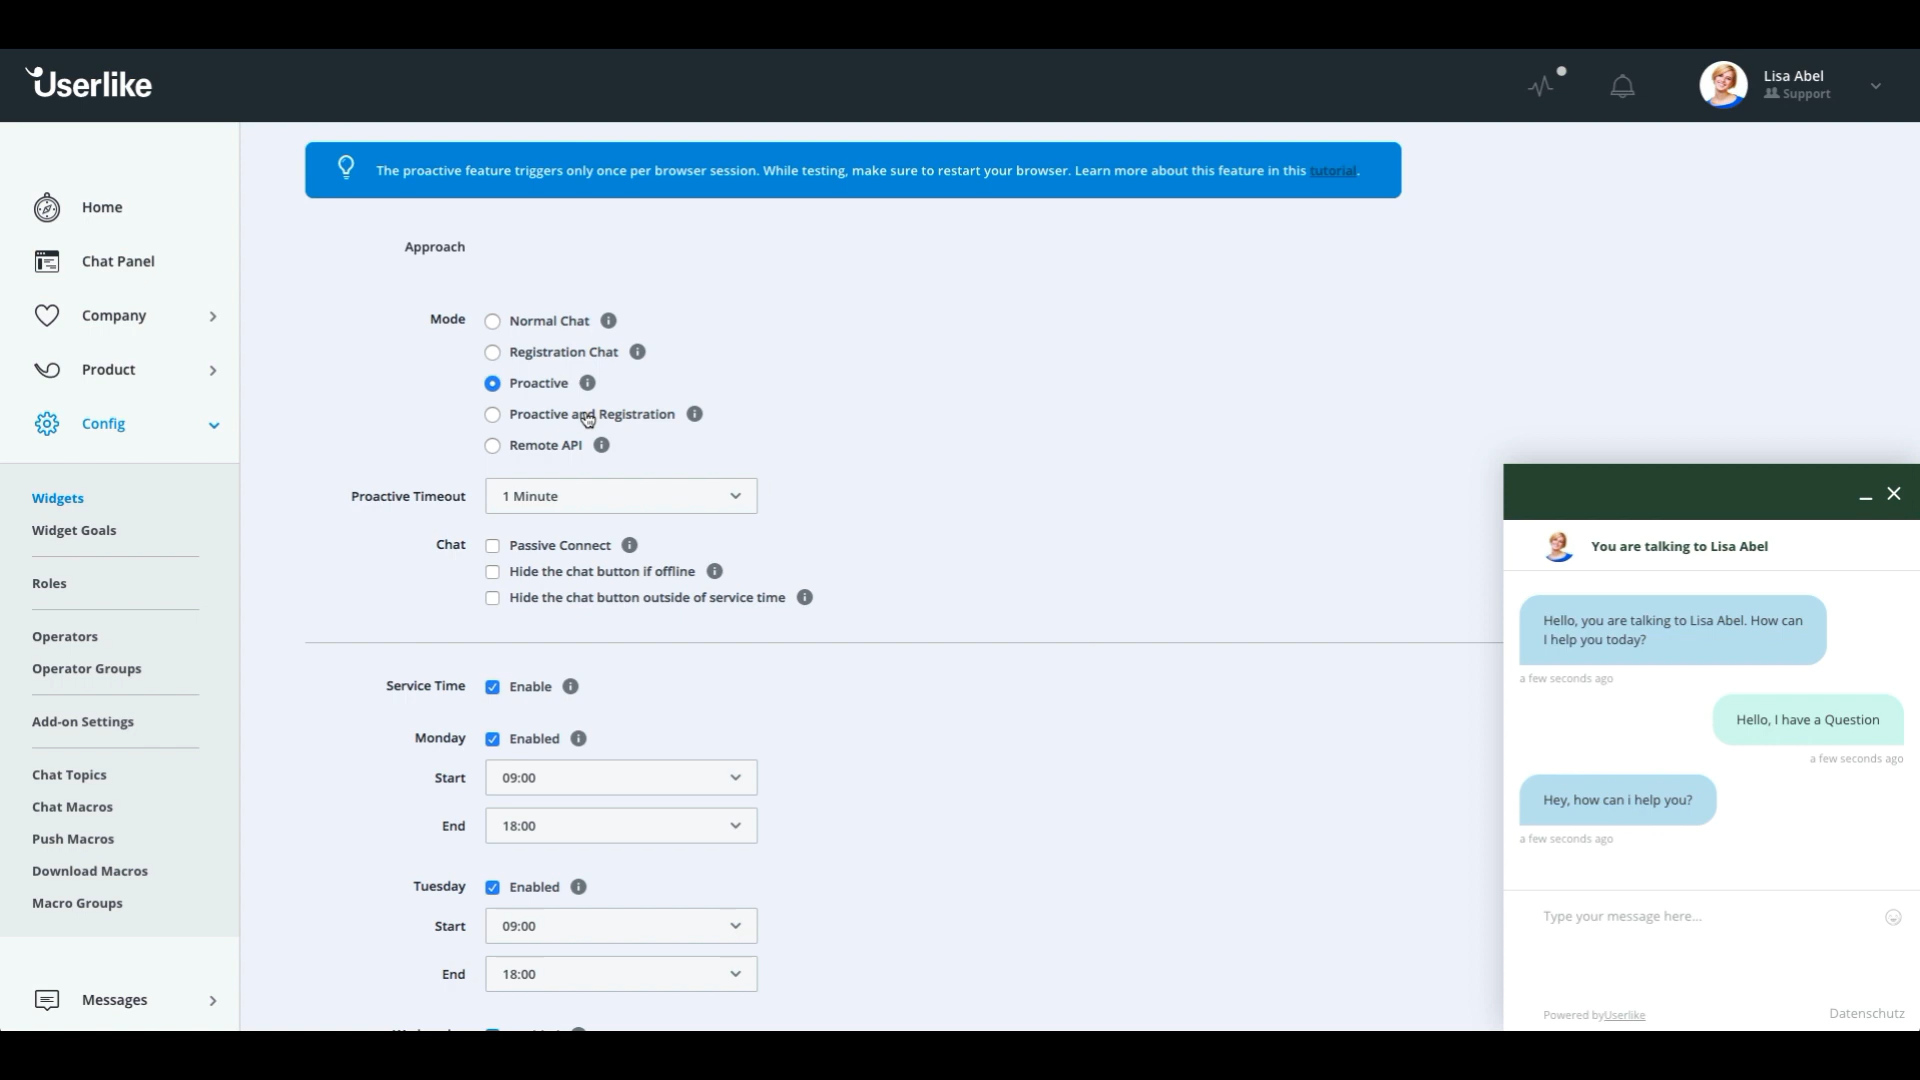 Userlike
Lisa Abel
Support
Home
Chat Panel
Company
Product
Config
Widgets
Widget Goals
Roles
Operators
Operator Groups
Add-on Settings
Chat Topics
Chat Macros
Push Macros
Download Macros
Macro Groups
Messages
The proactive feature triggers only once per browser session. While testing, make sure to restart your browser. Learn more about this feature in this tutorial.
Approach
Mode
Normal Chat
Registration Chat
Proactive
Proactive and Registration
Remote API
Proactive Timeout
1 Minute
Chat
Passive Connect
Hide the chat button if offline
Hide the chat button outside of service time
Service Time
Enable
Monday
Enabled
Start
09:00
End
18:00
Tuesday
Enabled
Start
09:00
End
18:00
You are talking to Lisa Abel
Hello, you are talking to Lisa Abel. How can
I help you today?
a few seconds ago
Hello, I have a Question
a few seconds ago
Hey, how can i help you?
a few seconds ago
Type your message here...
Powered byUserlike
Datenschutz